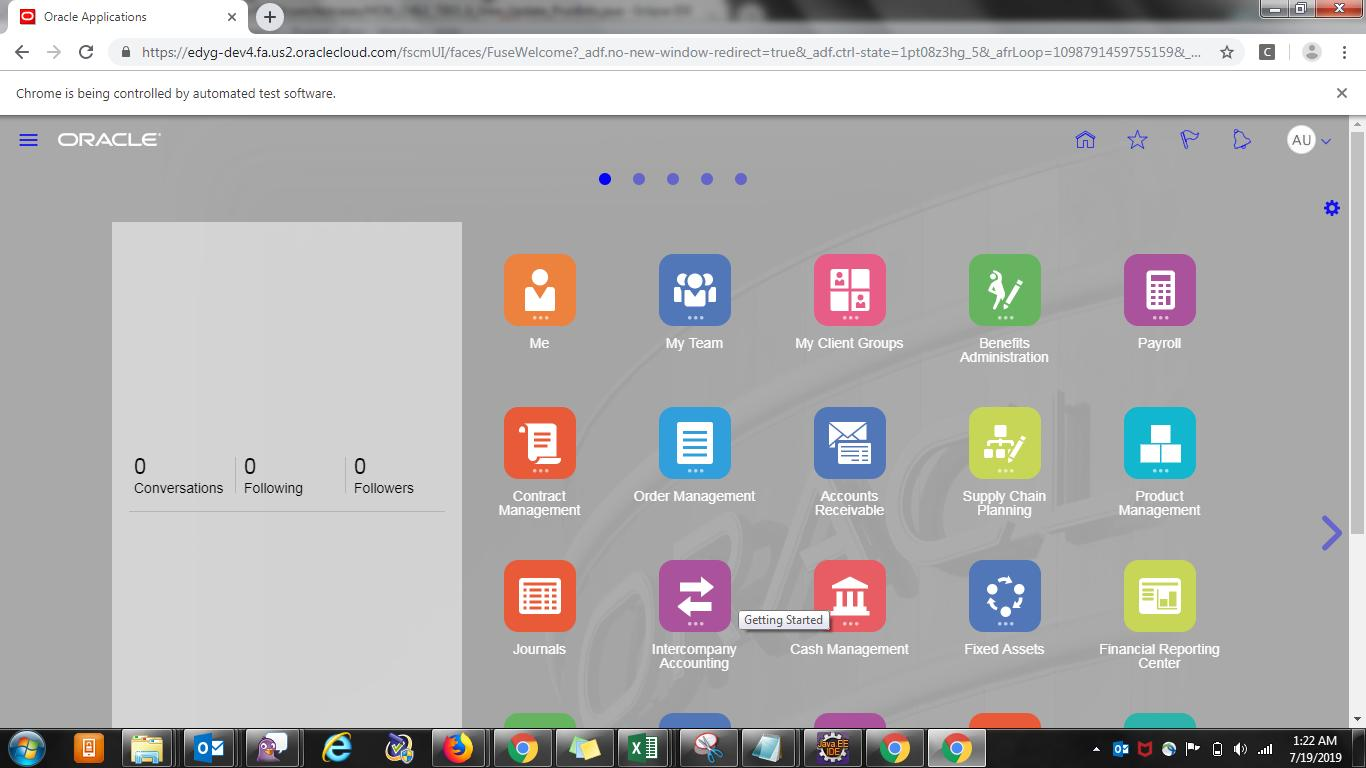 Oracle Applications
https://edyg-dev4.fa.us2.oraclecloud.com/fscmUI/faces/FuseWelcome?_adf.no-new-window-redirect=true&_adf.ctrl-state=1pt08z3hg_5&_afrLoop=1098791459755159&_...
C
Chrome is being controlled by automated test software.
ORACLE
AU
Me
My Team
My Client Groups
Benefits
Administration
Payroll
0
Conversations
0
Following
0
Followers
Contract
Management
Order Management
Accounts
Receivable
Supply Chain
Planning
Product
Management
Journals
Intercompany
Accounting
Getting Started
Cash Management
Fixed Assets
Financial Reporting
Center
ORACL
Java EE
IDE
1:22 AM
7/19/2019